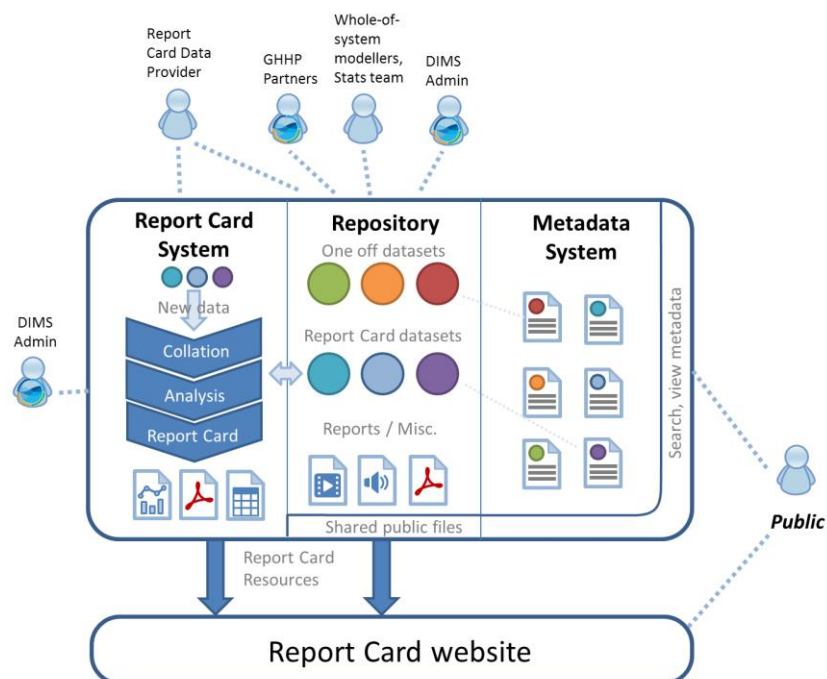 Report
Card Data
Provider
GHHP
Partners
Whole-of-
system
modellers,
Stats team
DIMS
Admin
Report Card
System
New data
Collation
Analysis
Report Card
Repository
One off datasets
Report Card datasets
Reports / Misc.
Shared public files
Metadata
System
Search, view metadata
DIMS
Admin
Public
Report Card
Resources
Report Card website